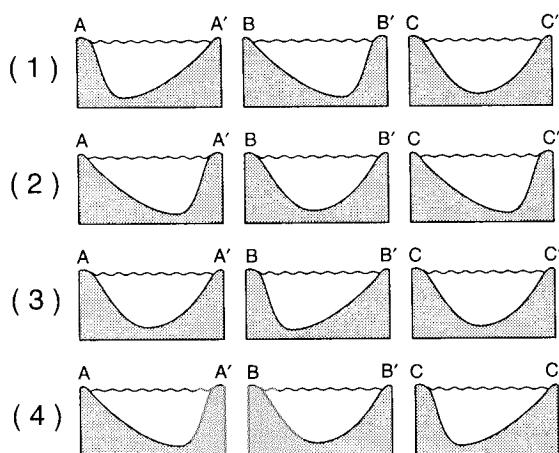 A A′ B B′ C C′
(1)
A A′ B B′ C C′
(2)
A A′ B B′ C C′
(3)
A A′ B B′ C C
(4)